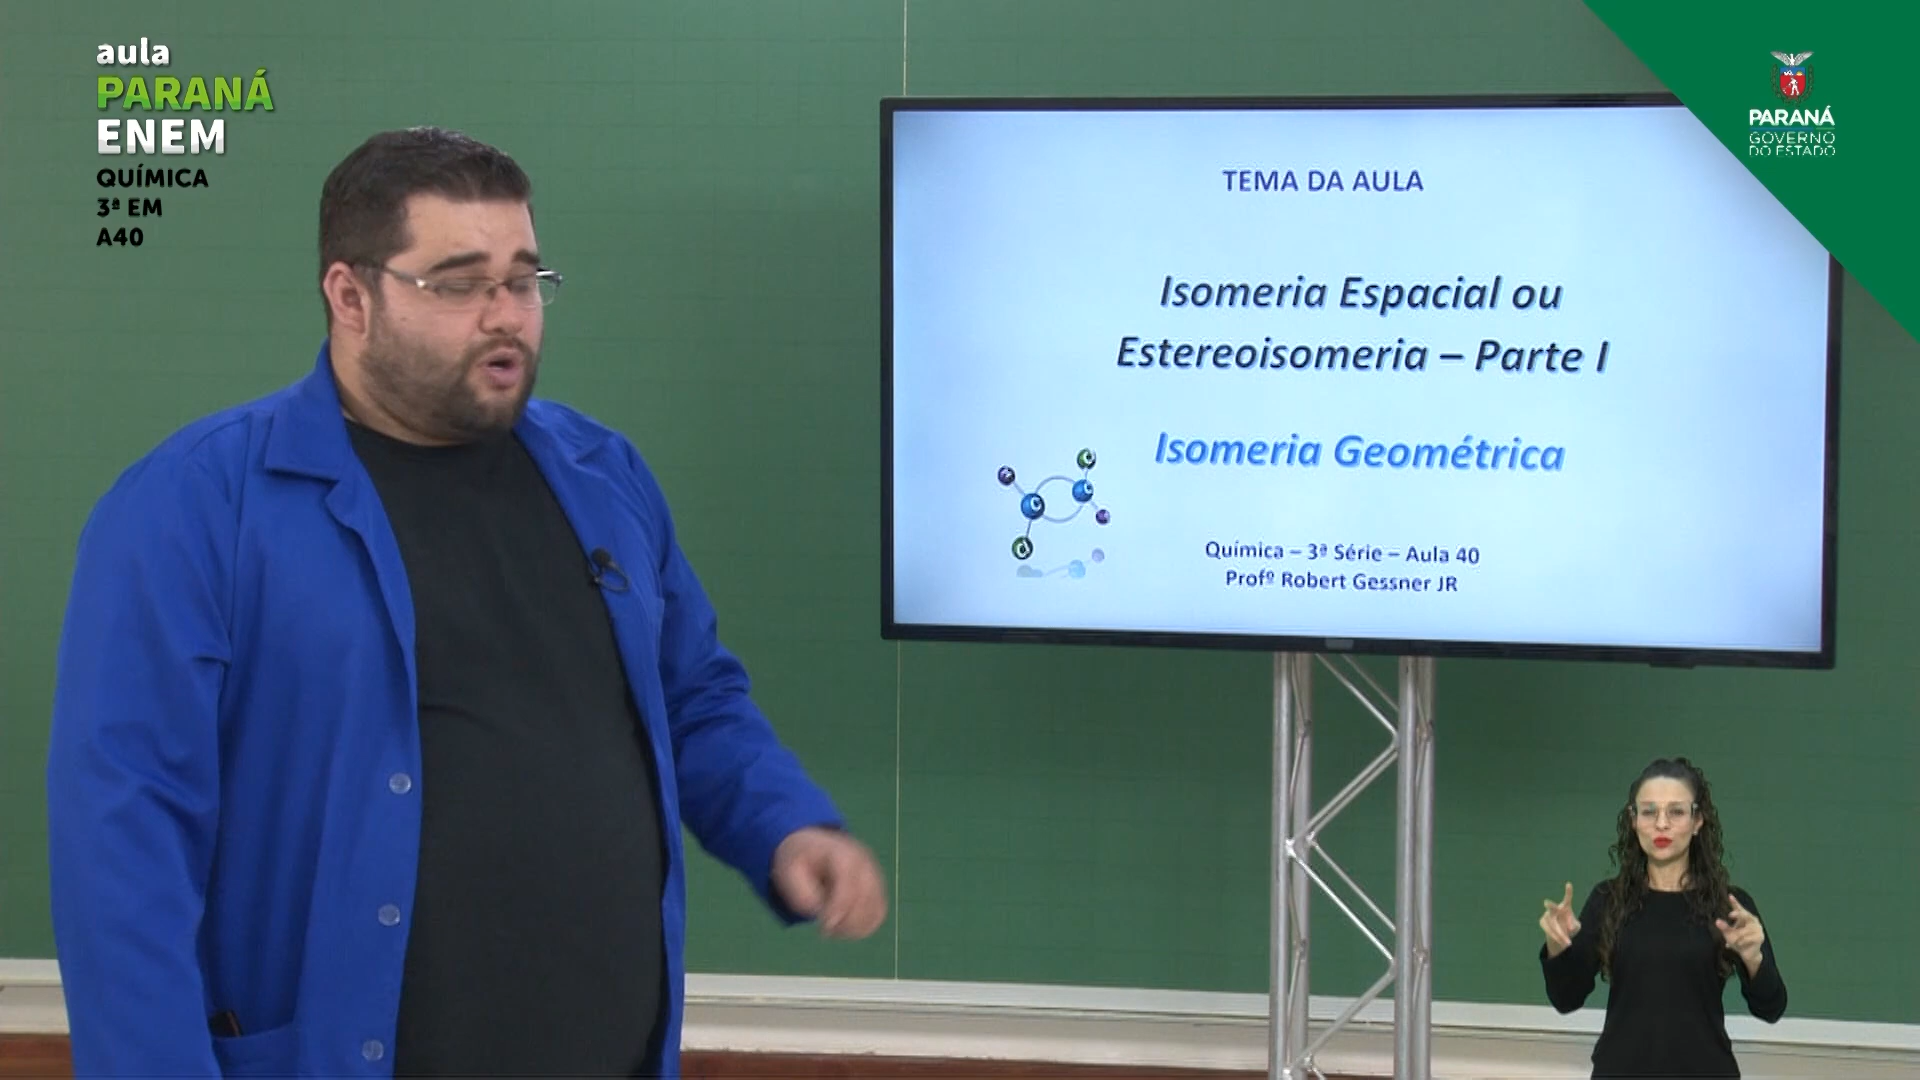 aula
PARANÁ
ENEM
QUÍMICA
3ª EM
A40
PARANÁ
GOVERNO
DO ESTADO
TEMA DA AULA
Isomeria Espacial ou
Estereoisomeria – Parte I
Isomeria Geométrica
Química – 3ª Série – Aula 40
Profº Robert Gessner JR